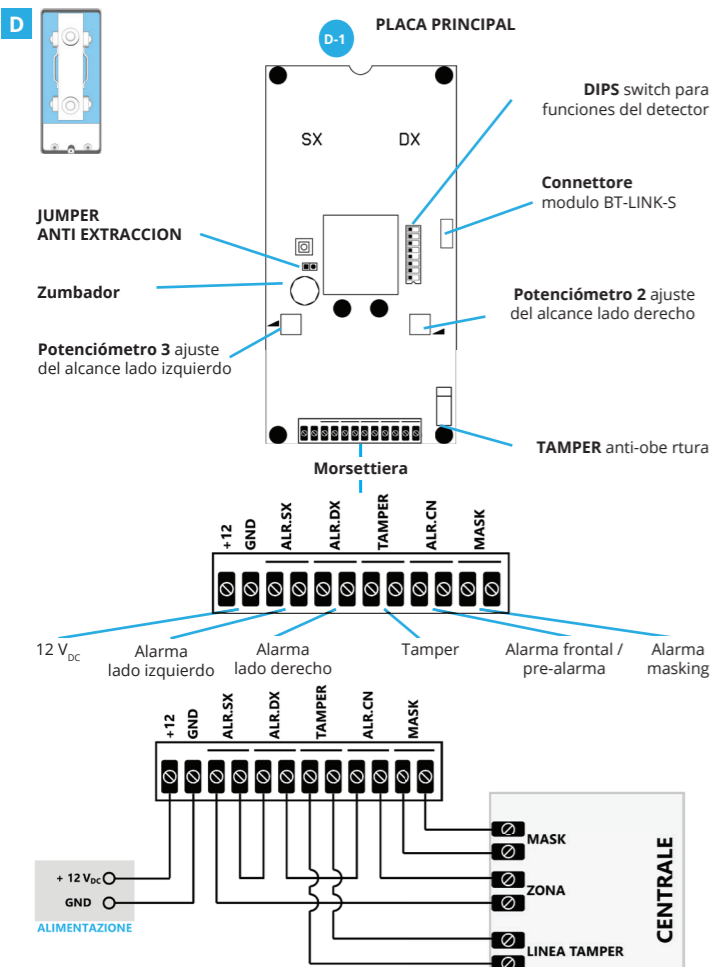 D
D-1
PLACA PRINCIPAL
DIPS switch para
funciones del detector
SX
DX
Connettore
modulo BT-LINK-S
JUMPER
ANTI EXTRACCION
Zumbador
Potenciómetro 2 ajuste
del alcance lado derecho
Potenciómetro 3 ajuste
del alcance lado izquierdo
TAMPER anti-obe rtura
Morsettiera
+12
GND
ALR.SX
ALR.DX
TAMPER
ALR.CN
MASK
12 VDC
Alarma
lado izquierdo
Alarma
lado derecho
Tamper
Alarma frontal /
pre-alarma
Alarma
masking
+12
GND
ALR.SX
ALR.DX
TAMPER
ALR.CN
MASK
+ 12 VDC
GND
ALIMENTAZIONE
MASK
ZONA
LINEA TAMPER
CENTRALE